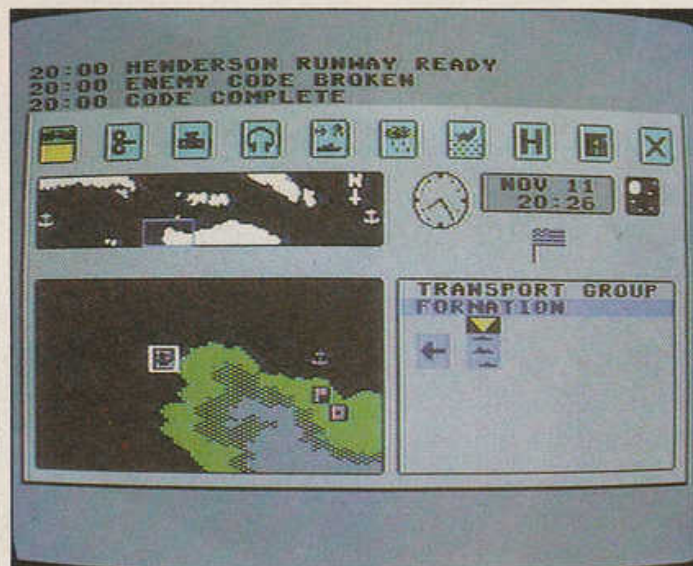 20:00 HENDERSON RUNWAY READY
20:00 ENEMY CODE BROKEN
20:00 CODE COMPLETE
H
X
N
NOV 11
20:26
TRANSPORT GROUP
FORMATION